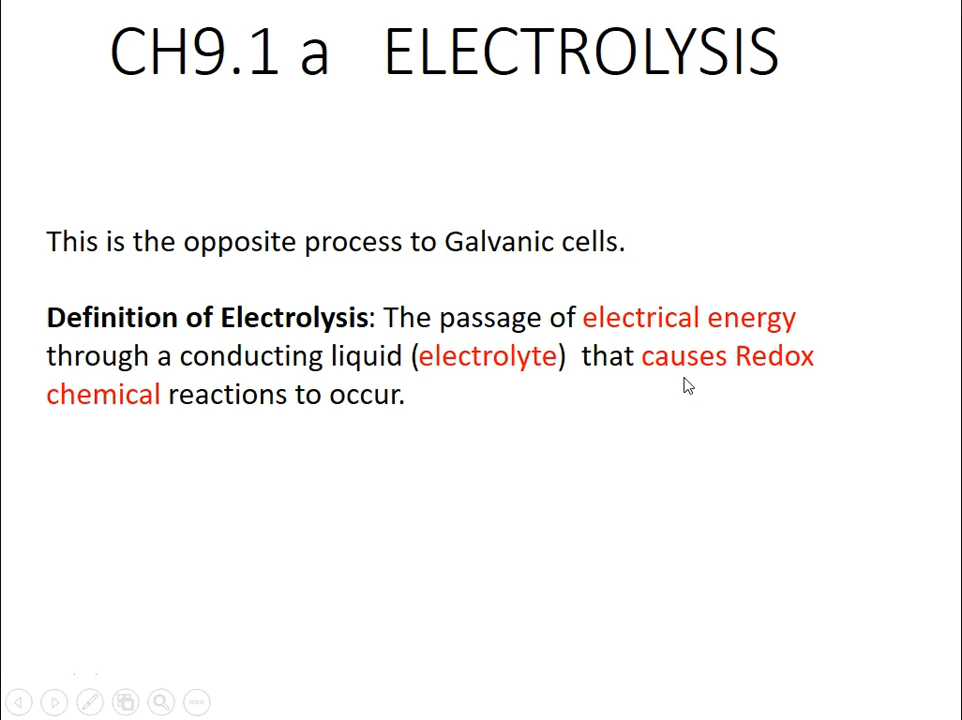 CH9.1 a ELECTROLYSIS
This is the opposite process to Galvanic cells.
Definition of Electrolysis: The passage of electrical energy
through a conducting liquid (electrolyte) that causes Redox
chemical reactions to occur.